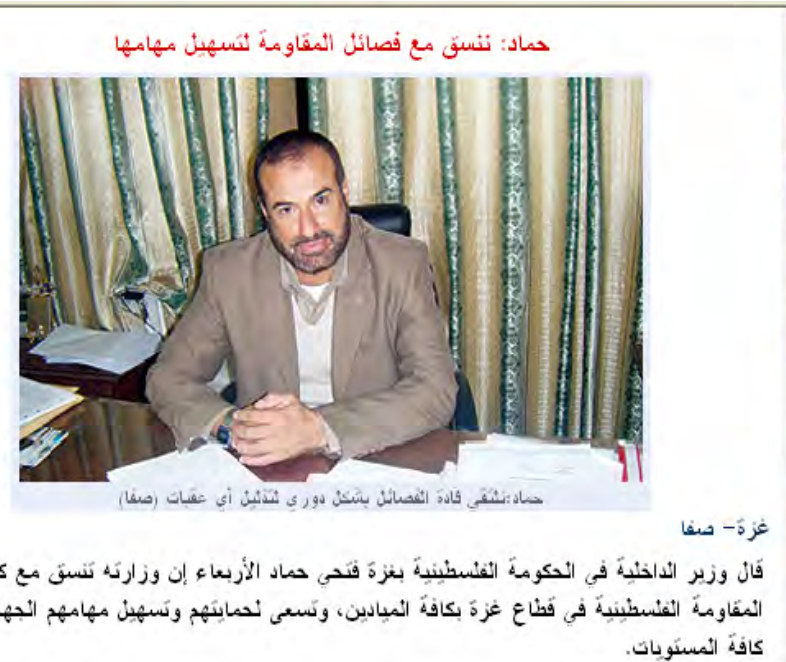 حماد: ننسق مع فصائل المقاومة لتسهيل مهامها
حماد:نلتقي قادة الفصائل بشكل دوري لتذليل أي عقبات (صفا)
غزة- صفا
قال وزير الداخلية في الحكومة الفلسطينية بغزة فتحي حماد الأربعاء إن وزارته تنسق مع
المقاومة الفلسطينية في قطاع غزة بكافة الميادين، وتسعى لحمايتهم وتسهيل مهامهم
كافة المستويات.